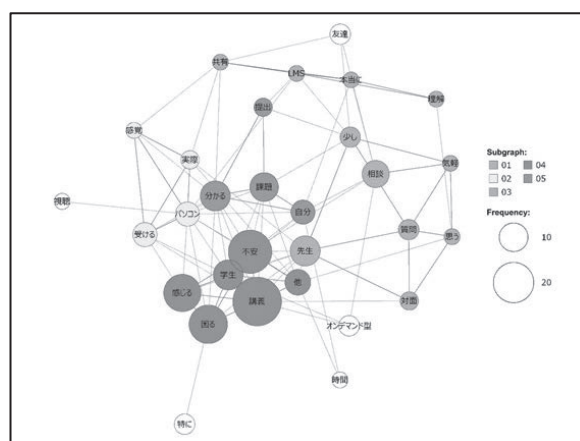 友達
共有
LMS
本当に
提出
理解
感覚
少し
実際
分かる
課題
相談
気軽
視聴
パソコン
自分
受ける
質問
思う
不安
先生
学生
他
感じる
講義
対面
困る
オンデマンド型
時間
特に
Subgraph:
01 04
02 05
03
Frequency:
10
20